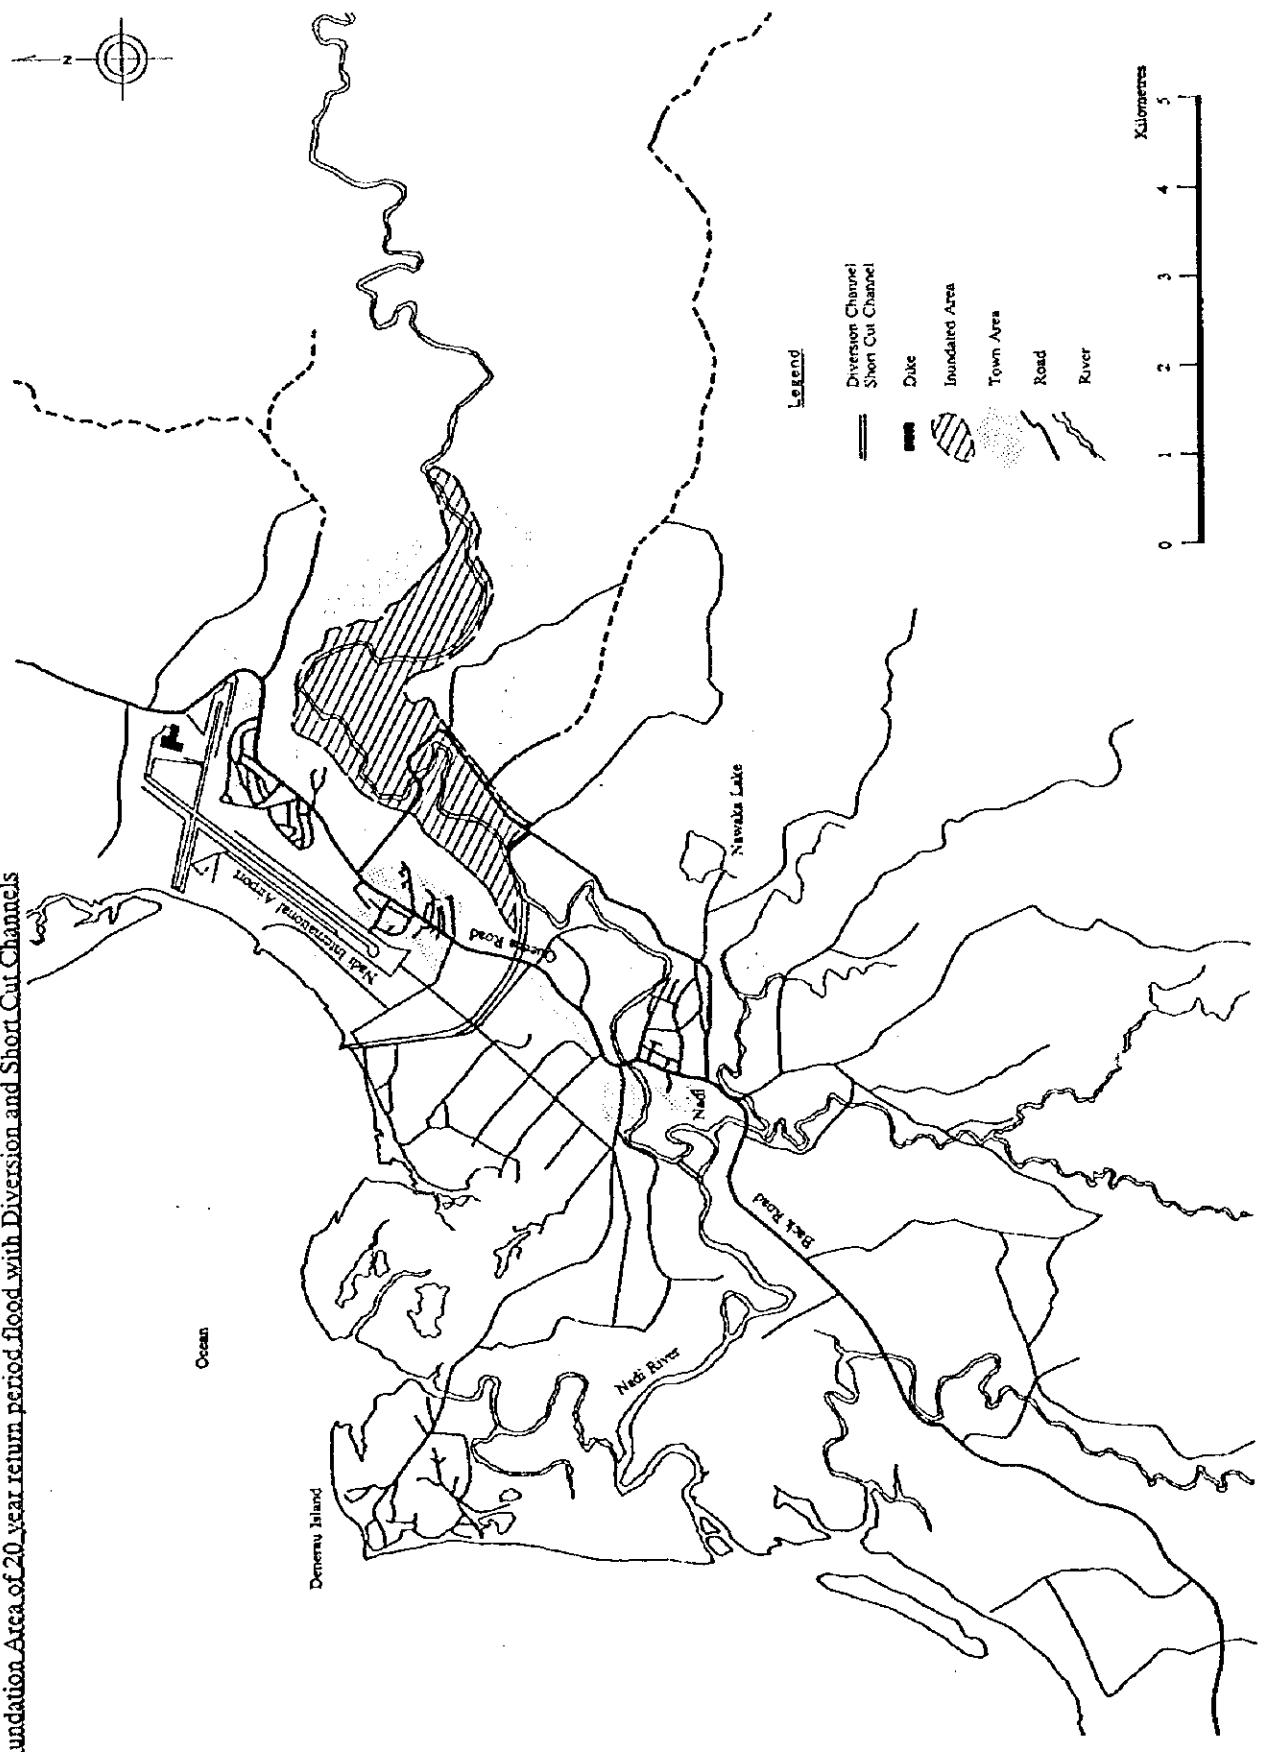 undation Area of 20 year return period flood with Diversion and Short Cut Channels
N
Ocean
Denerau Island
Nadi International Airport
Queens Road
Nadi River
Nadi
Back Road
Nawaka Lake
Legend
Diversion Channel
Short Cut Channel
Dike
Inundated Area
Town Area
Road
River
Kilometres
0 1 2 3 4 5